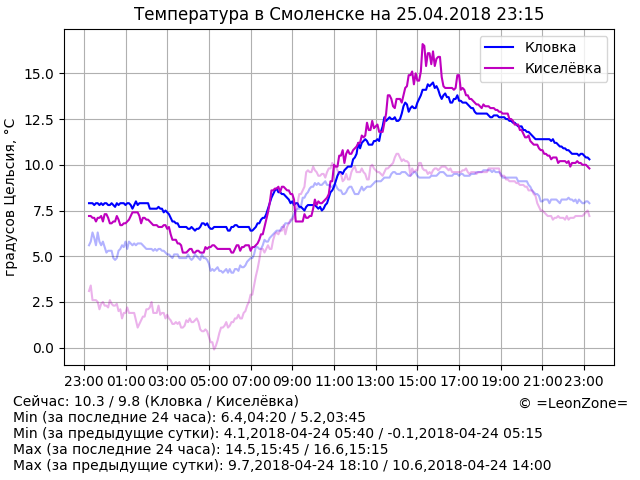 Температура в Смоленске на 25.04.2018 23:15
Кловка
Киселёвка
градусов Цельсия, °C
15.0
12.5
10.0
7.5
5.0
2.5
0.0
23:00 01:00 03:00 05:00 07:00 09:00 11:00 13:00 15:00 17:00 19:00 21:00 23:00
Сейчас: 10.3 / 9.8 (Кловка / Киселёвка)
© =LeonZone=
Min (за последние 24 часа): 6.4,04:20 / 5.2,03:45
Min (за предыдущие сутки): 4.1,2018-04-24 05:40 / -0.1,2018-04-24 05:15
Max (за последние 24 часа): 14.5,15:45 / 16.6,15:15
Max (за предыдущие сутки): 9.7,2018-04-24 18:10 / 10.6,2018-04-24 14:00